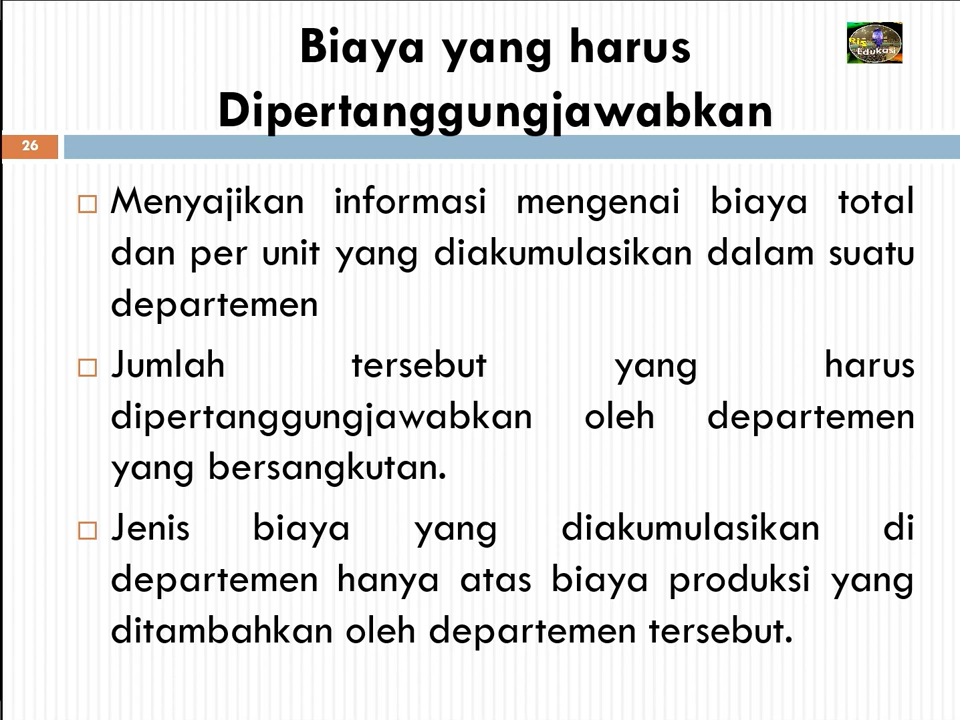 Biaya yang harus
Dipertanggungjawabkan
Edukasi
26
Menyajikan informasi mengenai biaya total
dan per unit yang diakumulasikan dalam suatu
departemen
Jumlah tersebut yang harus
dipertanggungjawabkan oleh departemen
yang bersangkutan.
Jenis biaya yang diakumulasikan di
departemen hanya atas biaya produksi yang
ditambahkan oleh departemen tersebut.